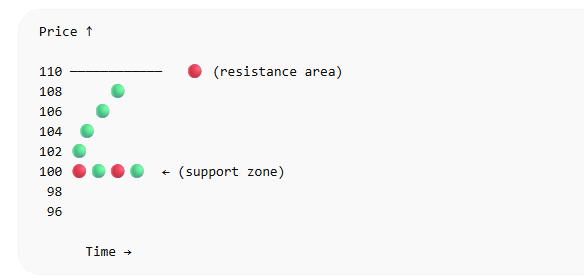 Price ↑
110 ──────────── 🔴 (resistance area)
108 🟢
106 🟢
104 🟢
102 🟢
100 🔴🟢🔴🟢 ← (support zone)
98
96
Time →